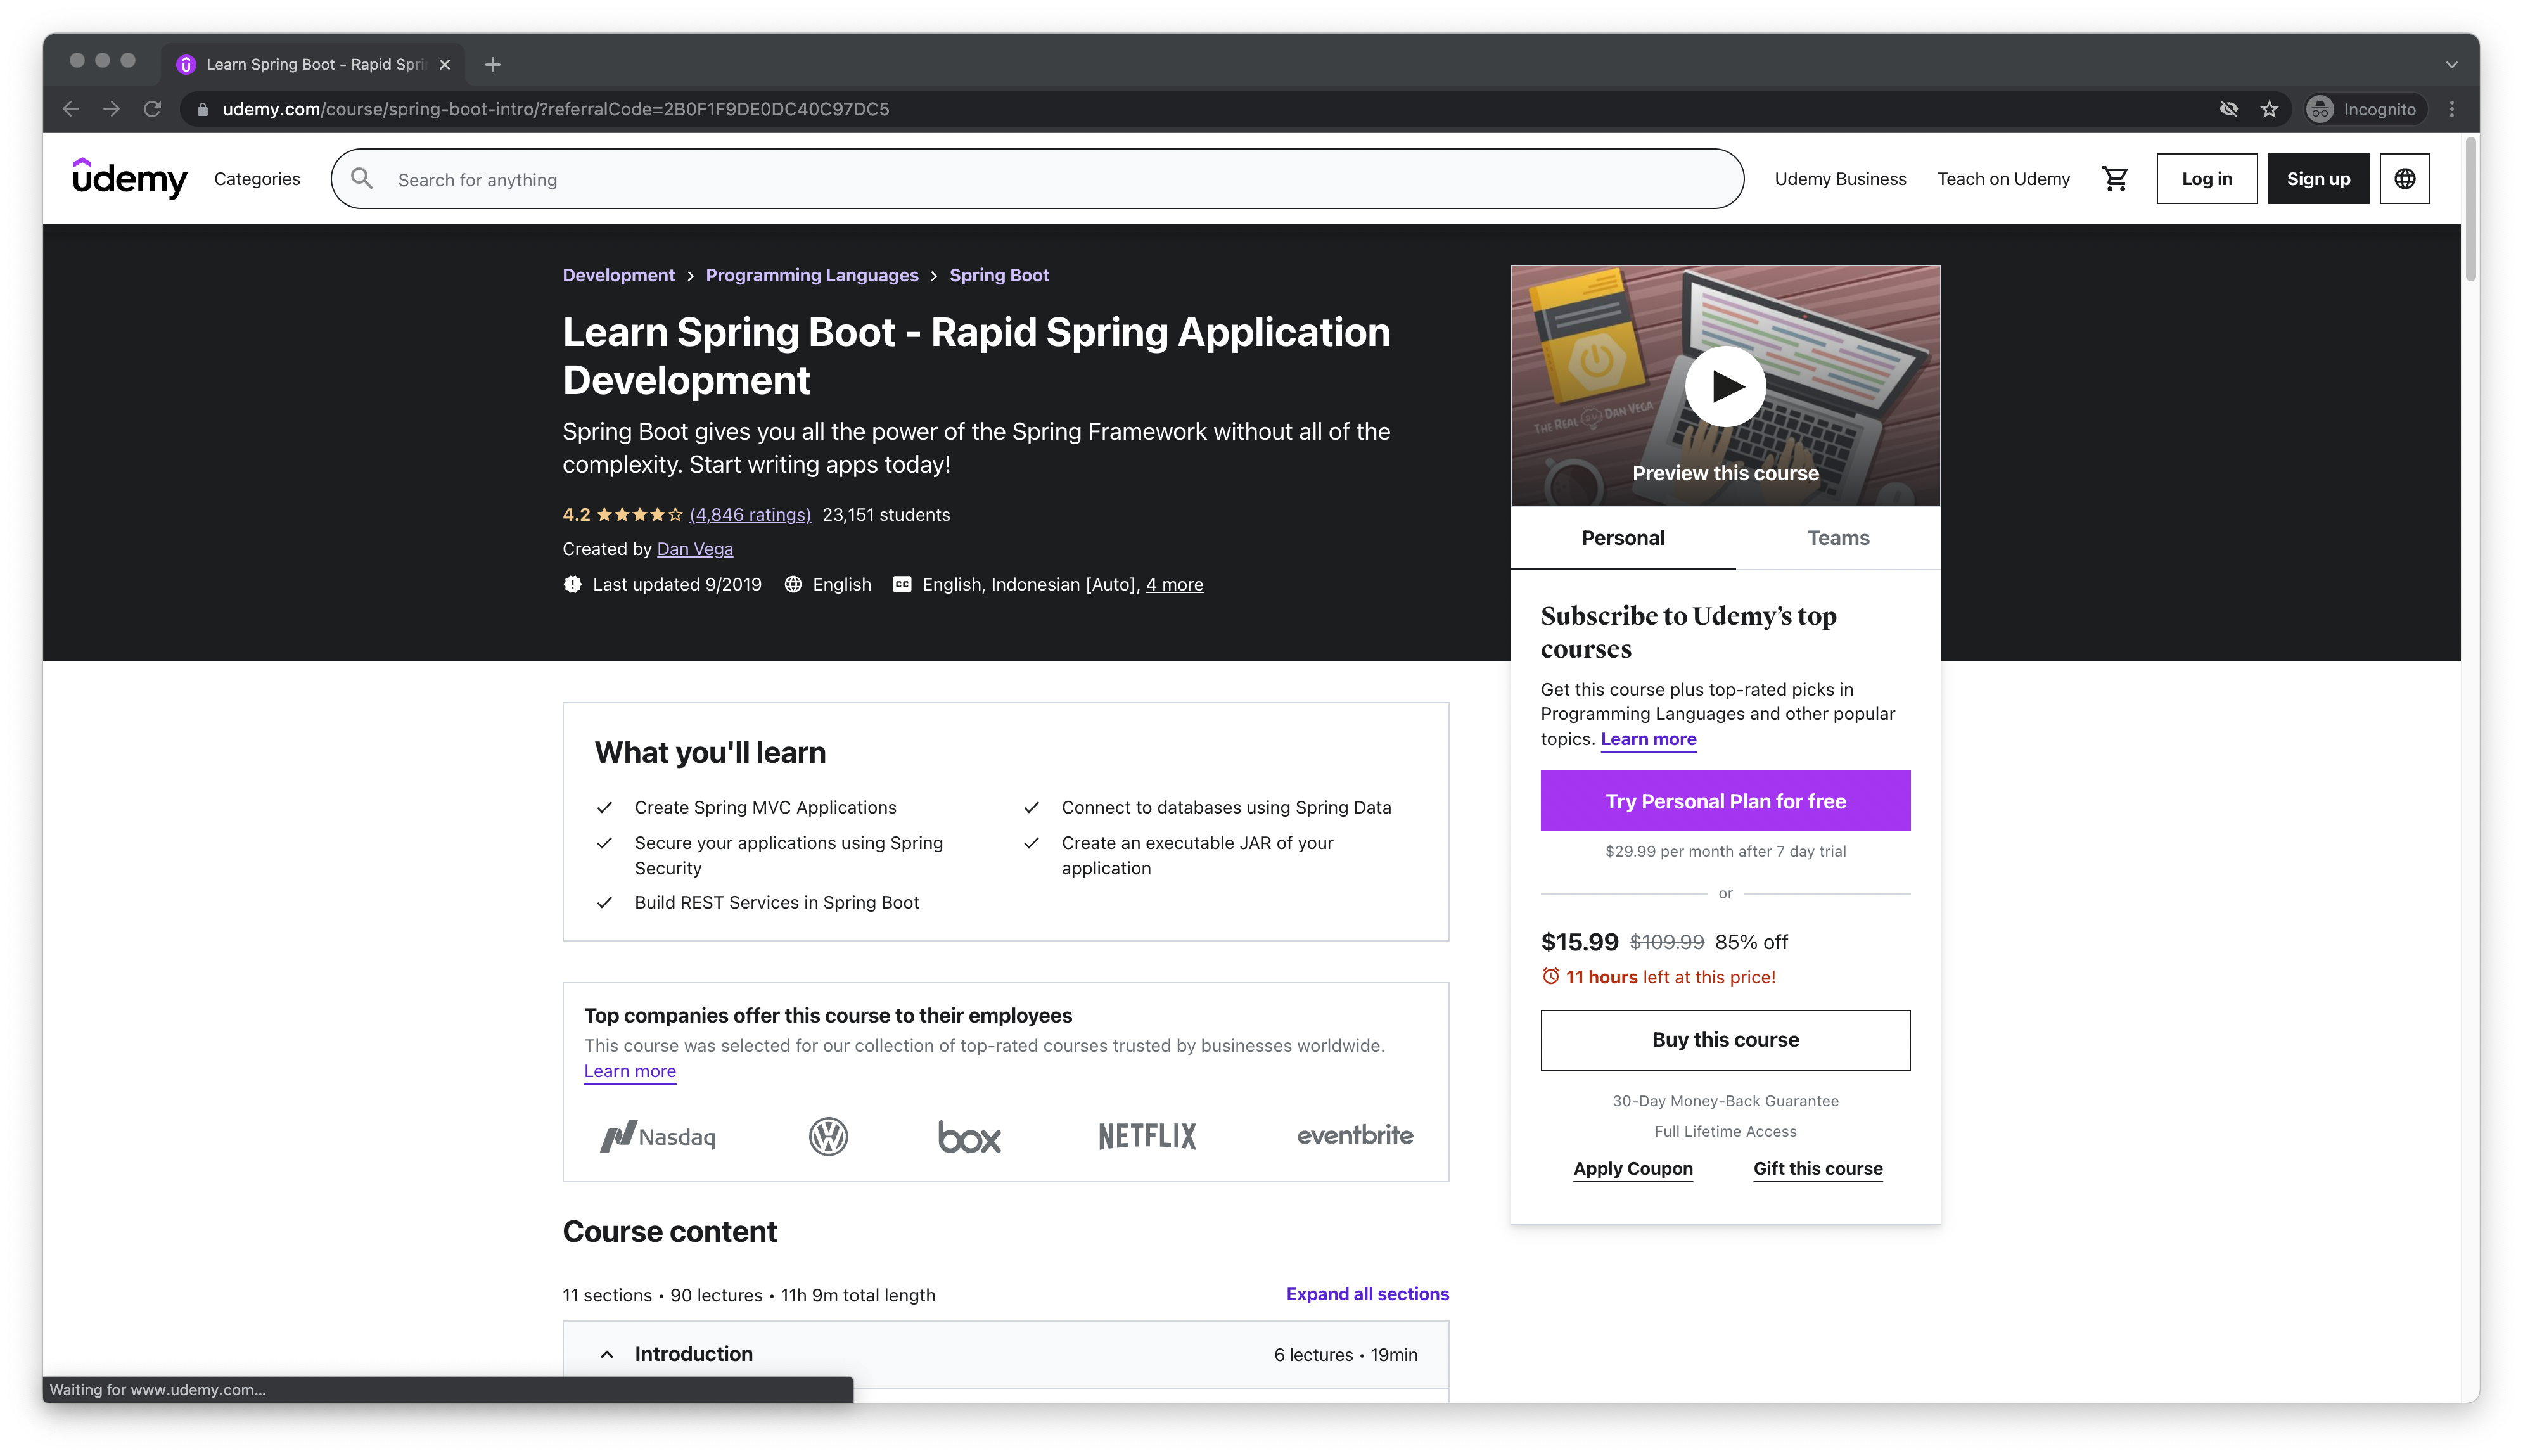 Learn Spring Boot - Rapid Spri
udemy.com/course/spring-boot-intro/?referralCode=2B0F1F9DE0DC40C97DC5
Incognito
udemy
Categories
Search for anything
Udemy Business
Teach on Udemy
Log in
Sign up
Development > Programming Languages > Spring Boot
Learn Spring Boot - Rapid Spring Application
Development
Spring Boot gives you all the power of the Spring Framework without all of the
complexity. Start writing apps today!
4.2 (4,846 ratings) 23,151 students
Created by Dan Vega
Last updated 9/2019 English CC English, Indonesian [Auto], 4 more
THE REAL DAN VEGA
Preview this course
Personal
Teams
Subscribe to Udemy's top
courses
Get this course plus top-rated picks in
Programming Languages and other popular
topics. Learn more
Try Personal Plan for free
$29.99 per month after 7 day trial
or
$15.99 $109.99 85% off
11 hours left at this price!
Buy this course
30-Day Money-Back Guarantee
Full Lifetime Access
Apply Coupon
Gift this course
What you'll learn
Create Spring MVC Applications
Secure your applications using Spring
Security
Build REST Services in Spring Boot
Connect to databases using Spring Data
Create an executable JAR of your
application
Top companies offer this course to their employees
This course was selected for our collection of top-rated courses trusted by businesses worldwide.
Learn more
Nasdaq
VW
box
NETFLIX
eventbrite
Course content
11 sections • 90 lectures • 11h 9m total length
Expand all sections
Introduction
6 lectures • 19min
Waiting for www.udemy.com...